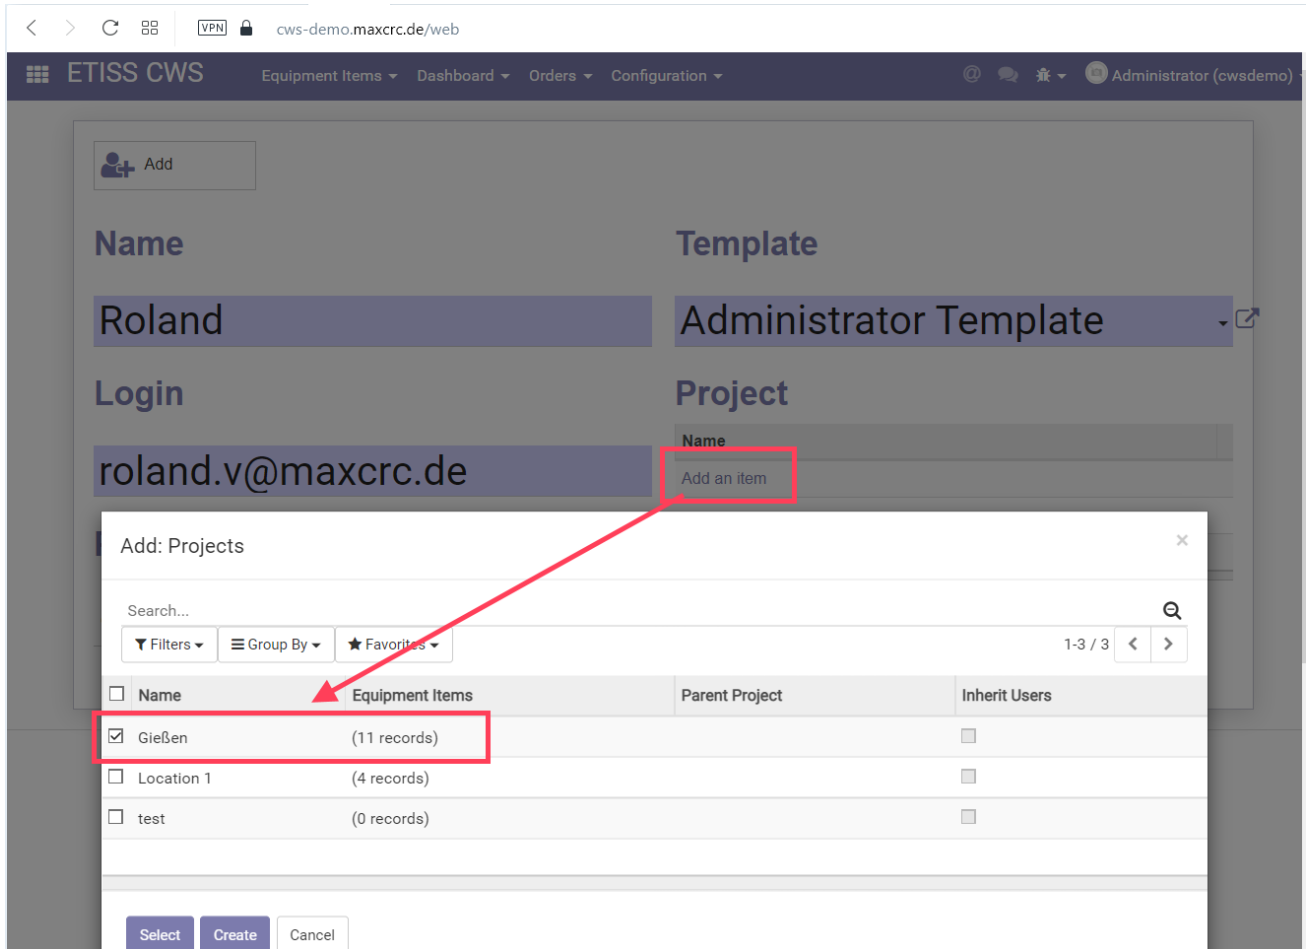 VPN cws-demo.maxcrc.de/web
ETISS CWS Equipment Items Dashboard Orders Configuration @ Administrator (cwsdemo)
Add
Name Template
Roland Administrator Template
Login Project
Name
roland.v@maxcrc.de Add an item
Add: Projects ×
Search...
Filters Group By Favorites 1-3 / 3
Name Equipment Items Parent Project Inherit Users
Gießen (11 records)
Location 1 (4 records)
test (0 records)
Select Create Cancel